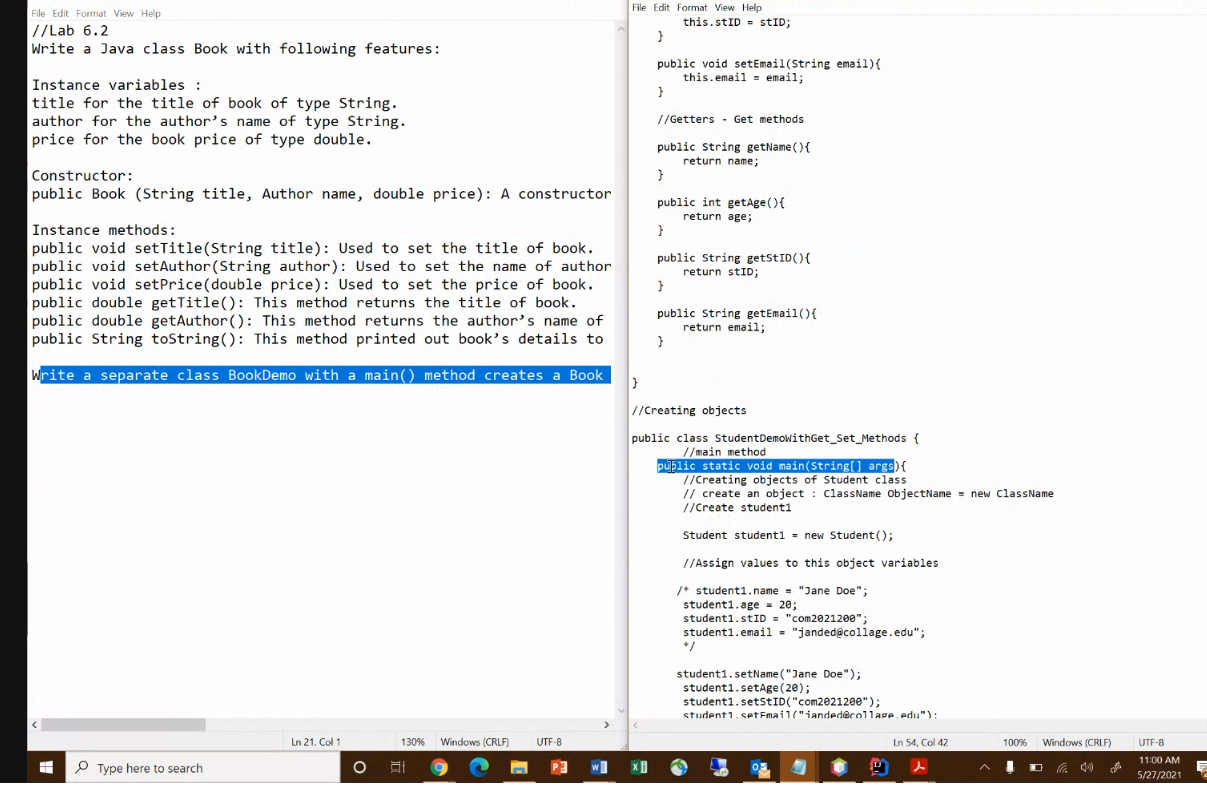 File Edit Format View Help
//Lab 6.2
Write a Java class Book with following features:
Instance variables :
title for the title of book of type String.
author for the author’s name of type String.
price for the book price of type double.
Constructor:
public Book (String title, Author name, double price): A constructor
Instance methods:
public void setTitle(String title): Used to set the title of book.
public void setAuthor(String author): Used to set the name of author
public void setPrice(double price): Used to set the price of book.
public double getTitle(): This method returns the title of book.
public double getAuthor(): This method returns the author’s name of
public String toString(): This method printed out book’s details to
Write a separate class BookDemo with a main() method creates a Book
Ln 21, Col 1
130%
Windows (CRLF)
UTF-8
File Edit Format View Help
this.stID = stID;
}
public void setEmail(String email){
this.email = email;
}
//Getters - Get methods
public String getName(){
return name;
}
public int getAge(){
return age;
}
public String getStID(){
return stID;
}
public String getEmail(){
return email;
}
}
//Creating objects
public class StudentDemoWithGet_Set_Methods {
//main method
public static void main(String[] args){
//Creating objects of Student class
// create an object : ClassName ObjectName = new ClassName
//Create student1
Student student1 = new Student();
//Assign values to this object variables
/* student1.name = "Jane Doe";
student1.age = 20;
student1.stID = "com2021200";
student1.email = "janded@collage.edu";
*/
student1.setName("Jane Doe");
student1.setAge(20);
student1.setStID("com2021200");
student1.setEmail("janded@collage.edu");
Ln 54, Col 42
100%
Windows (CRLF)
UTF-8
Type here to search
11:00 AM
5/27/2021